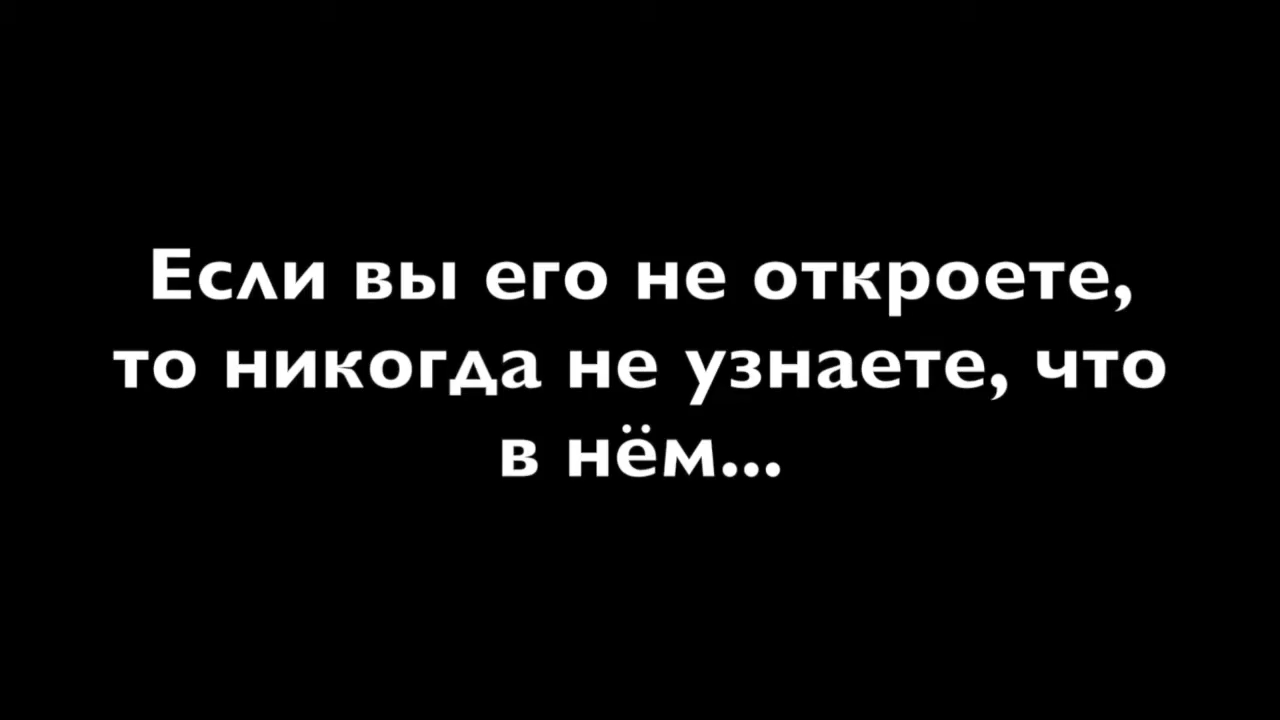 Если вы его не откроете,
то никогда не узнаете, что
в нём...